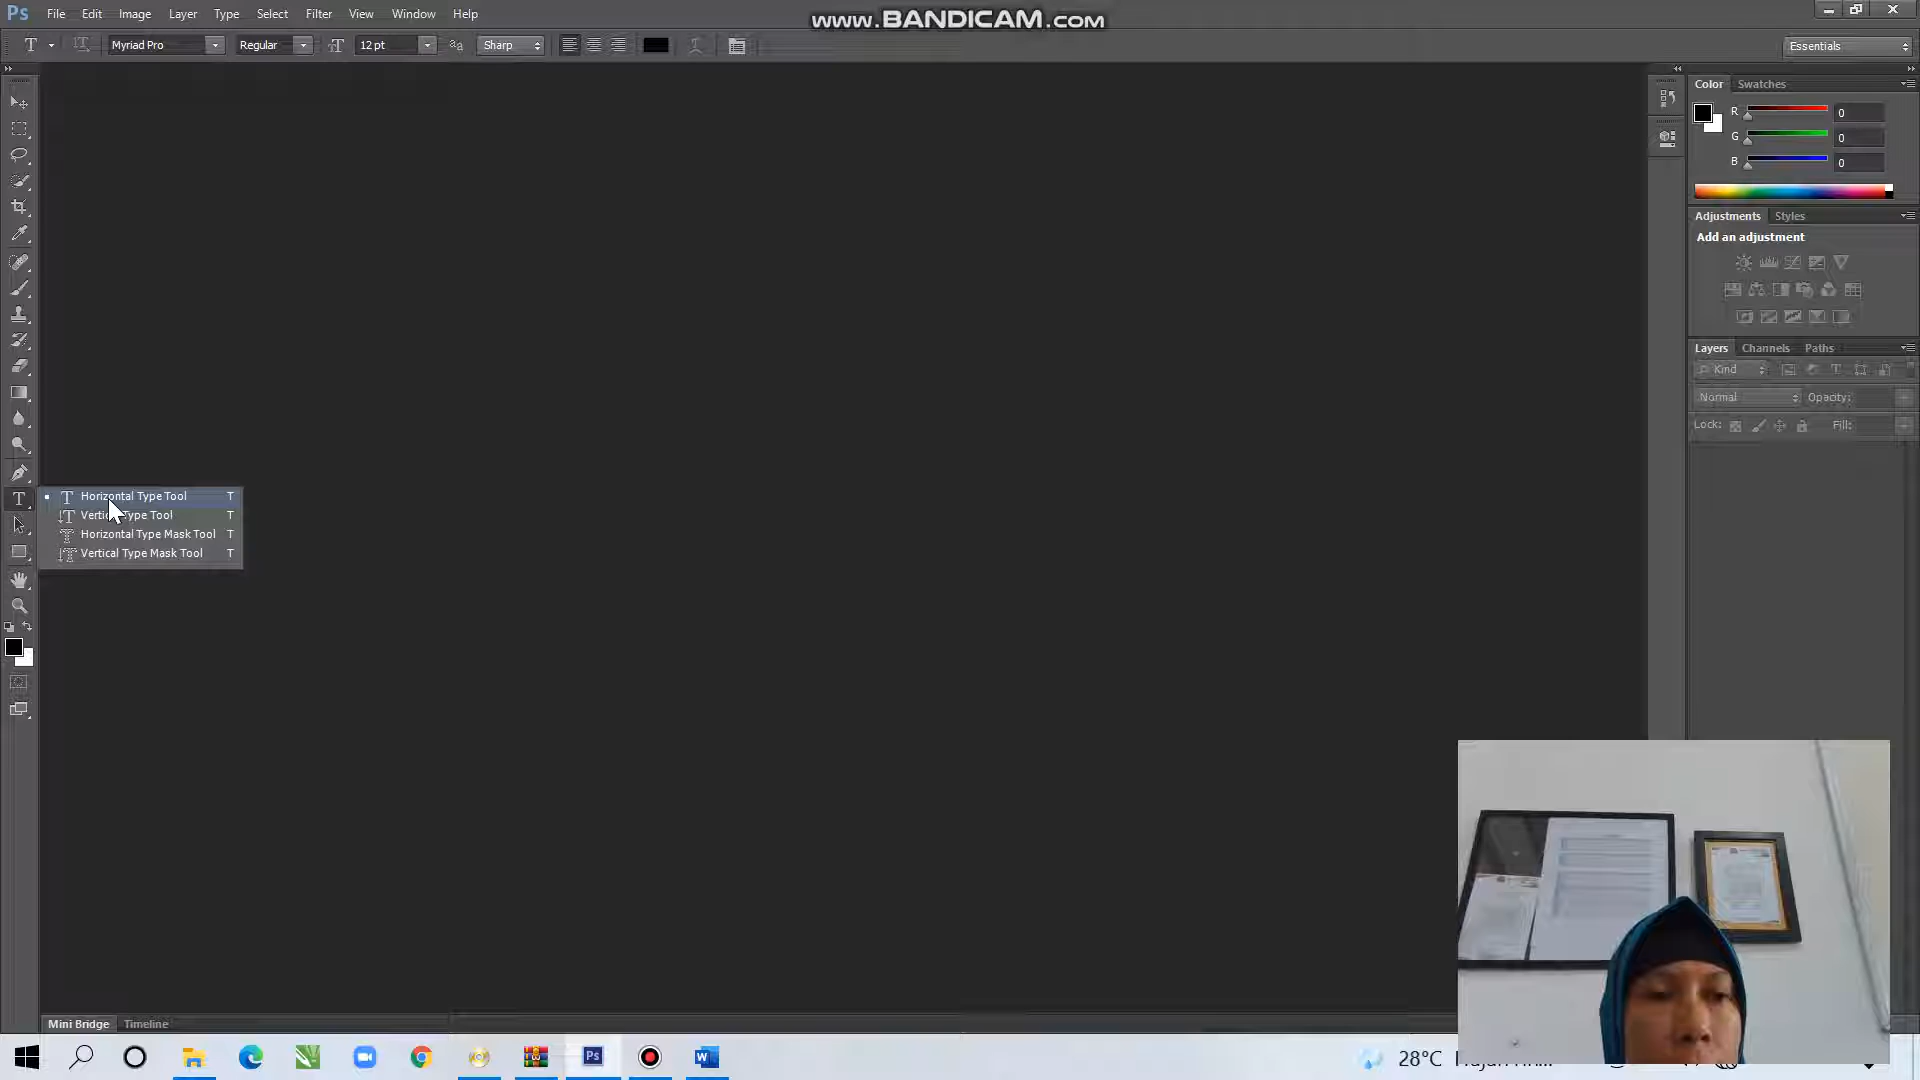 Ps File Edit Image Layer Type Select Filter View Window Help
www.BANDICAM.com
T Myriad Pro Regular 12 pt aa Sharp Essentials
Color Swatches
R 0
G 0
B 0
Adjustments Styles
Add an adjustment
Layers Channels Paths
Kind
Normal Opacity:
Lock: Fill:
Horizontal Type Tool T
Type Tool T
Horizontal Type Mask Tool T
Vertical Type Mask Tool T
Mini Bridge Timeline
Ps W 28°C